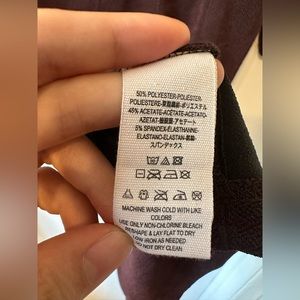 50% POLYESTER-POLYESTER
POLIESTERE-聚酯纖維-ポリエステル
45% ACETATE-ACETATO-ACETATO-
AZETAT-醋酸纖-アセテート
5% SPANDEX-ELASTHANNE-
ELASTANO-ELASTAN-氨綸-
スパンデックス
MACHINE WASH COLD WITH LIKE
COLORS
USE ONLY NON-CHLORINE BLEACH
RESHAPE & LAY FLAT TO DRY
IRON AS NEEDED
DO NOT DRY CLEAN